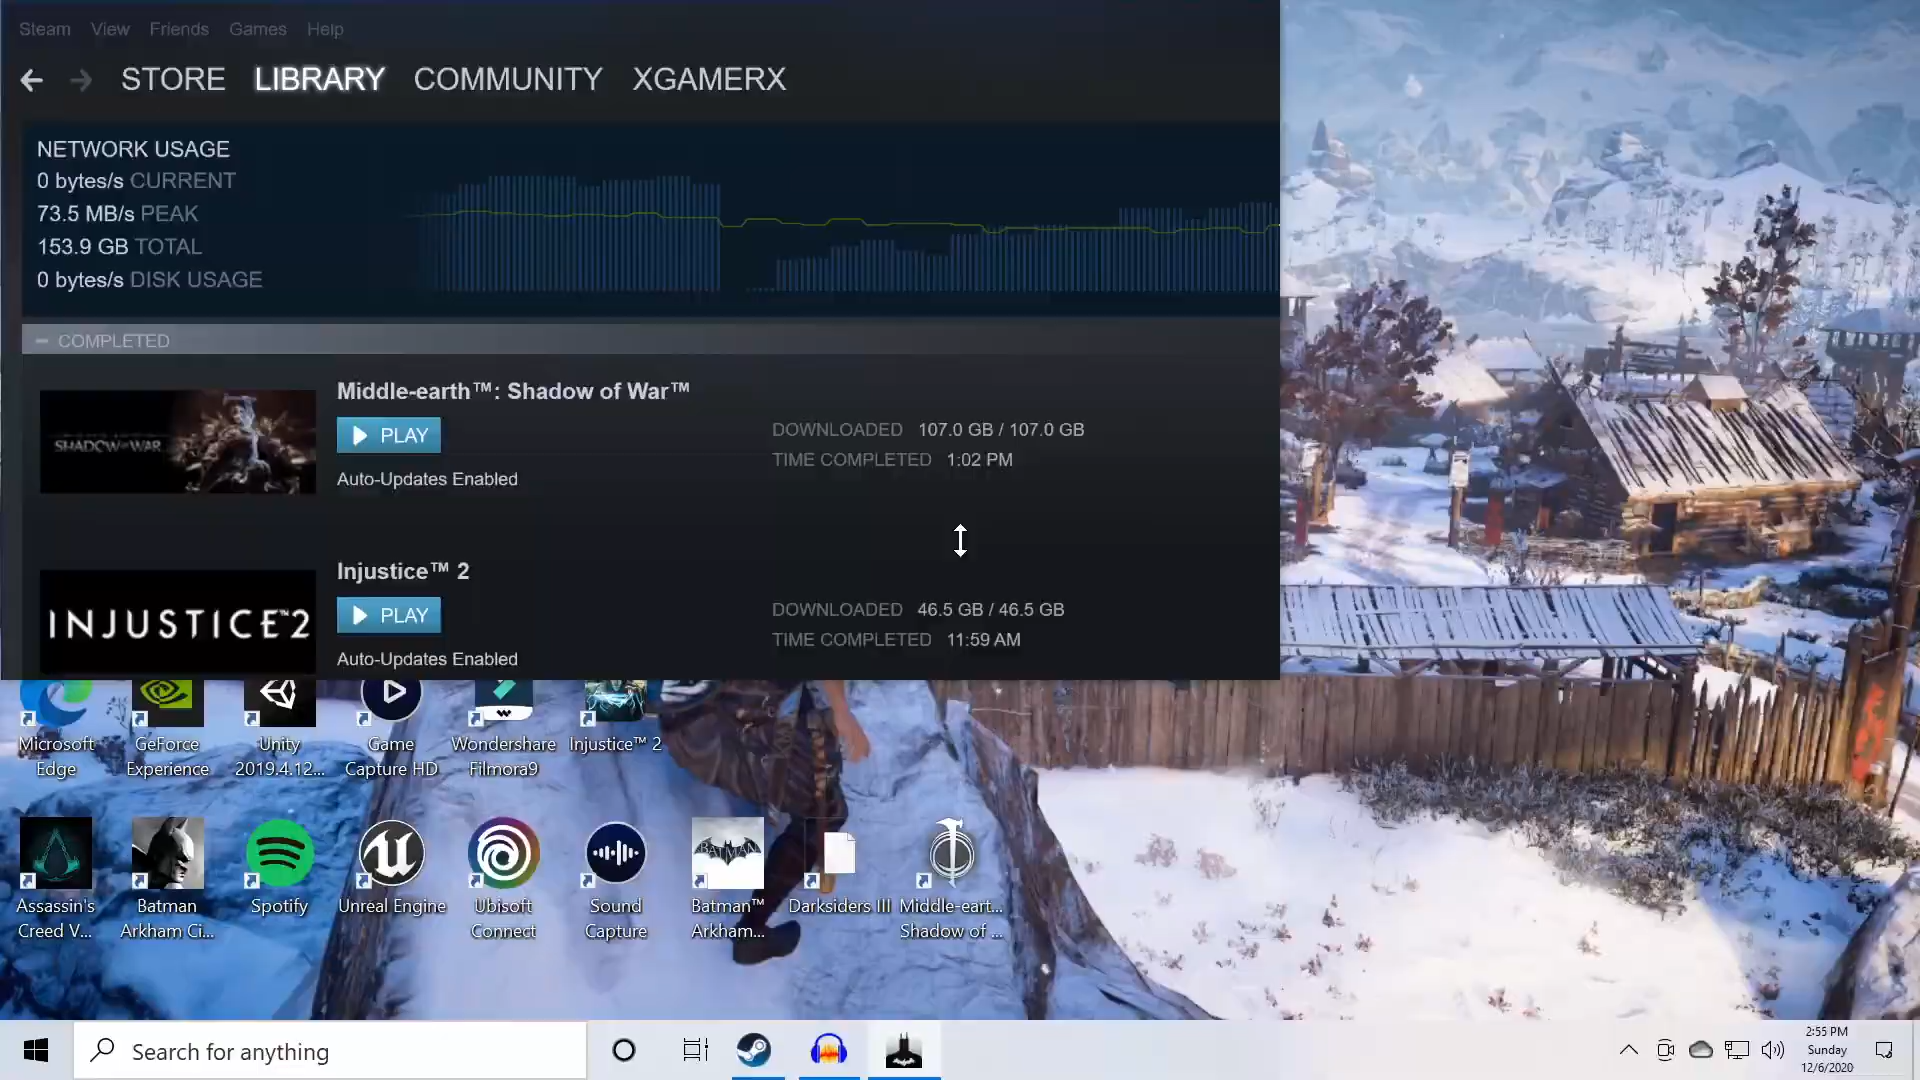 Steam View Friends Games Help
STORE LIBRARY COMMUNITY XGAMERX
NETWORK USAGE
0 bytes/s CURRENT
73.5 MB/s PEAK
153.9 GB TOTAL
0 bytes/s DISK USAGE
COMPLETED
Middle-earth™: Shadow of War™
SHADOW OF WAR
PLAY
DOWNLOADED 107.0 GB / 107.0 GB
TIME COMPLETED 1:02 PM
Auto-Updates Enabled
Injustice™ 2
INJUSTICE™2
PLAY
DOWNLOADED 46.5 GB / 46.5 GB
TIME COMPLETED 11:59 AM
Auto-Updates Enabled
Microsoft Edge
GeForce Experience
Unity 2019.4.12...
Game Capture HD
Wondershare Filmora9
Injustice™ 2
BATMAN
Assassin's Creed V...
Batman Arkham Ci...
Spotify
Unreal Engine
Ubisoft Connect
Sound Capture
Batman™ Arkham...
Darksiders III
Middle-eart... Shadow of ...
Search for anything
2:55 PM
Sunday
12/6/2020